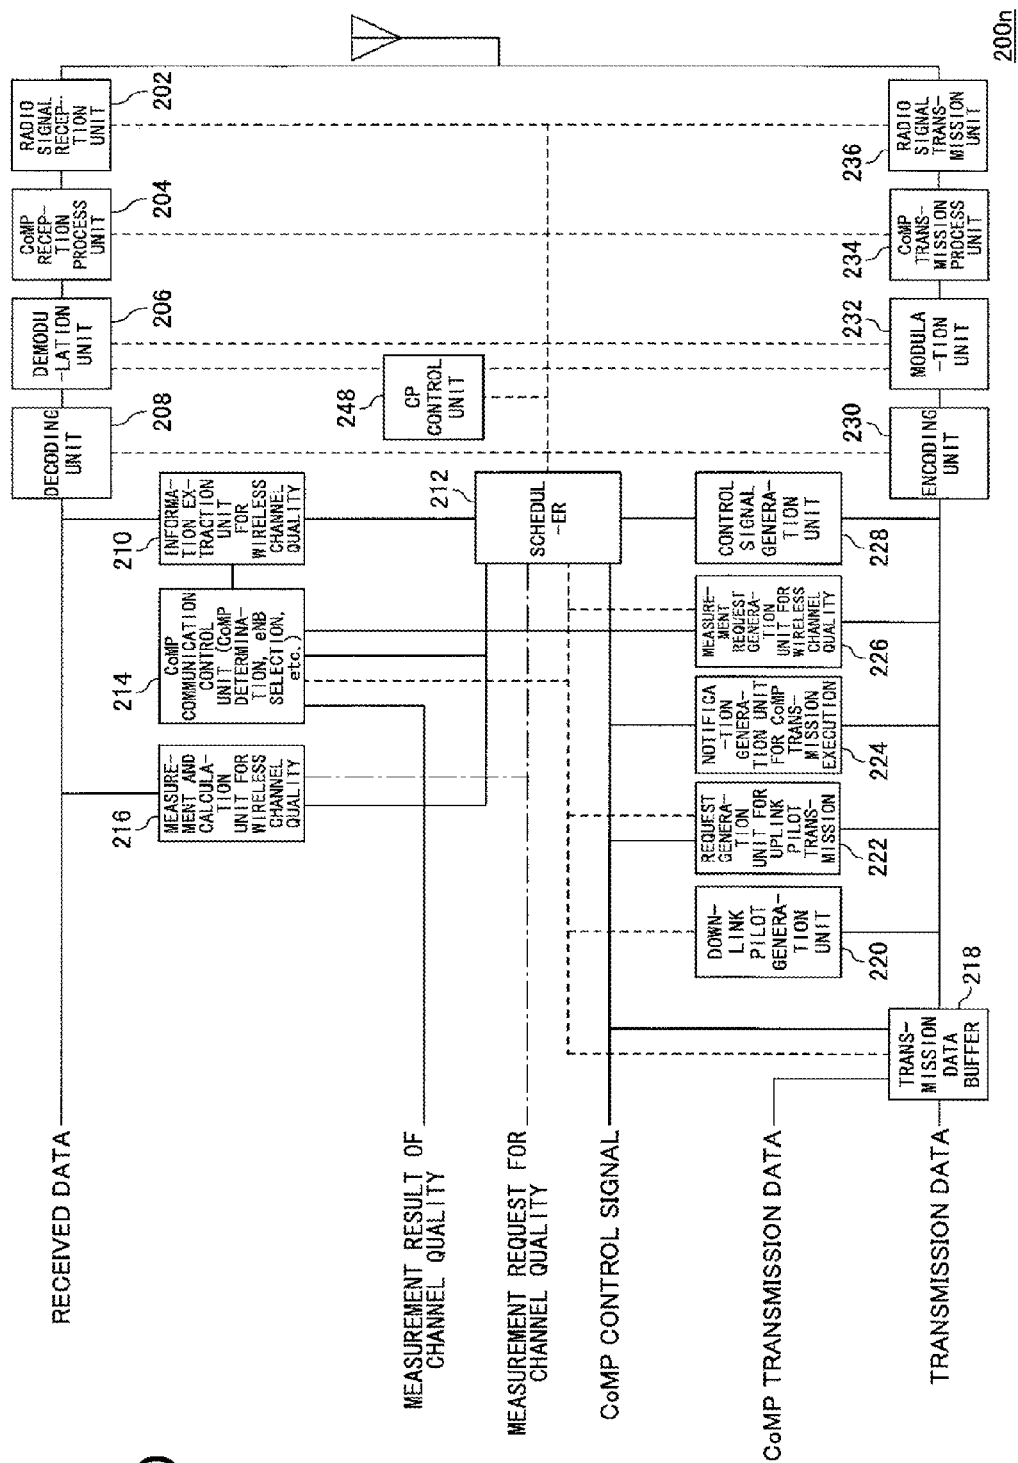 RECEIVED DATA
MEASUREMENT RESULT OF
CHANNEL QUALITY
MEASUREMENT REQUEST FOR
CHANNEL QUALITY
CoMP CONTROL SIGNAL
CoMP TRANSMISSION DATA
TRANSMISSION DATA
DECODING
UNIT
208
DEMODU
-LATION
UNIT
206
CoMP
RECEP-
TION
PROCESS
UNIT
204
RADIO
SIGNAL
RECEP-
TION
UNIT
202
MEASURE-
MENT AND
CALCULA-
TION
UNIT FOR
WIRELESS
CHANNEL
QUALITY
216
CoMP
COMMUNICATION
CONTROL
UNIT (CoMP
DETERMINA-
TION, eNB
SELECTION,
etc.)
214
INFORMA-
TION EX-
TRACTION
UNIT
FOR
WIRELESS
CHANNEL
QUALITY
210
CP
CONTROL
UNIT
248
SCHEDUL
-ER
212
DOWN-
LINK
PILOT
GENERA-
TION
UNIT
220
REQUEST
GENERA-
TION
UNIT FOR
UPLINK
PILOT
TRANS-
MISSION
222
NOTIFICA
-TION
GENERA-
TION UNIT
FOR CoMP
TRANS-
MISSION
EXECUTION
224
MEASURE-
MENT
REQUEST
GENERA-
TION
UNIT FOR
WIRELESS
CHANNEL
QUALITY
226
CONTROL
SIGNAL
GENERA-
TION
UNIT
228
TRANS-
MISSION
DATA
BUFFER
218
ENCODING
UNIT
230
MODULA
-TION
UNIT
232
CoMP
TRANS-
MISSION
PROCESS
UNIT
234
RADIO
SIGNAL
TRANS-
MISSION
UNIT
236
200n